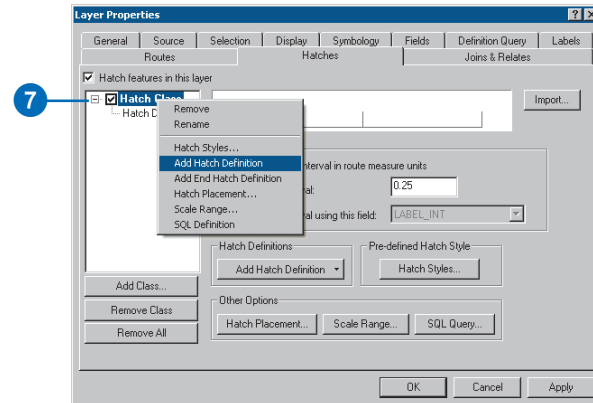 Layer Properties
General Source Selection Display Symbology Fields Definition Query Labels
Routes Hatches Joins & Relates
Hatch features in this layer
7
Hatch Class
Hatch D
Import...
Remove
Rename
Hatch Styles...
Add Hatch Definition
Add End Hatch Definition
Hatch Placement...
Scale Range...
SQL Definition
terval in route measure units
al:
0.25
al using this field:
LABEL_INT
Hatch Definitions
Add Hatch Definition
Pre-defined Hatch Style
Hatch Styles...
Add Class...
Remove Class
Remove All
Other Options
Hatch Placement...
Scale Range...
SQL Query...
OK
Cancel
Apply